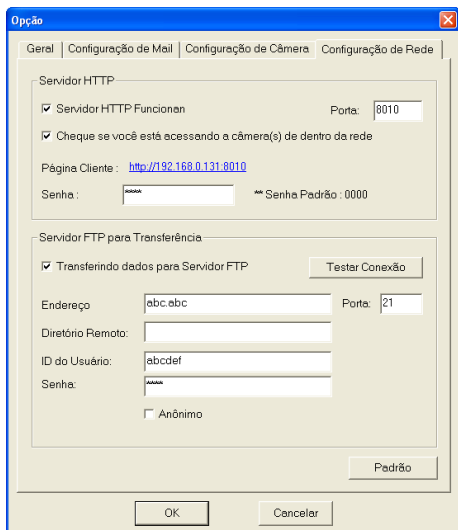 Opção
Geral Configuração de Mail Configuração de Câmera Configuração de Rede
Servidor HTTP
Servidor HTTP Funcionan Porta: 8010
Cheque se você está acessando a câmera(s) de dentro da rede
Página Cliente : http://192.168.0.131:8010
Senha : **** ** Senha Padrão : 0000
Servidor FTP para Transferência
Transferindo dados para Servidor FTP Testar Conexão
Endereço abc.abc Porta: 21
Diretório Remoto:
ID do Usuário: abcdef
Senha: ****
Anônimo
Padrão
OK Cancelar